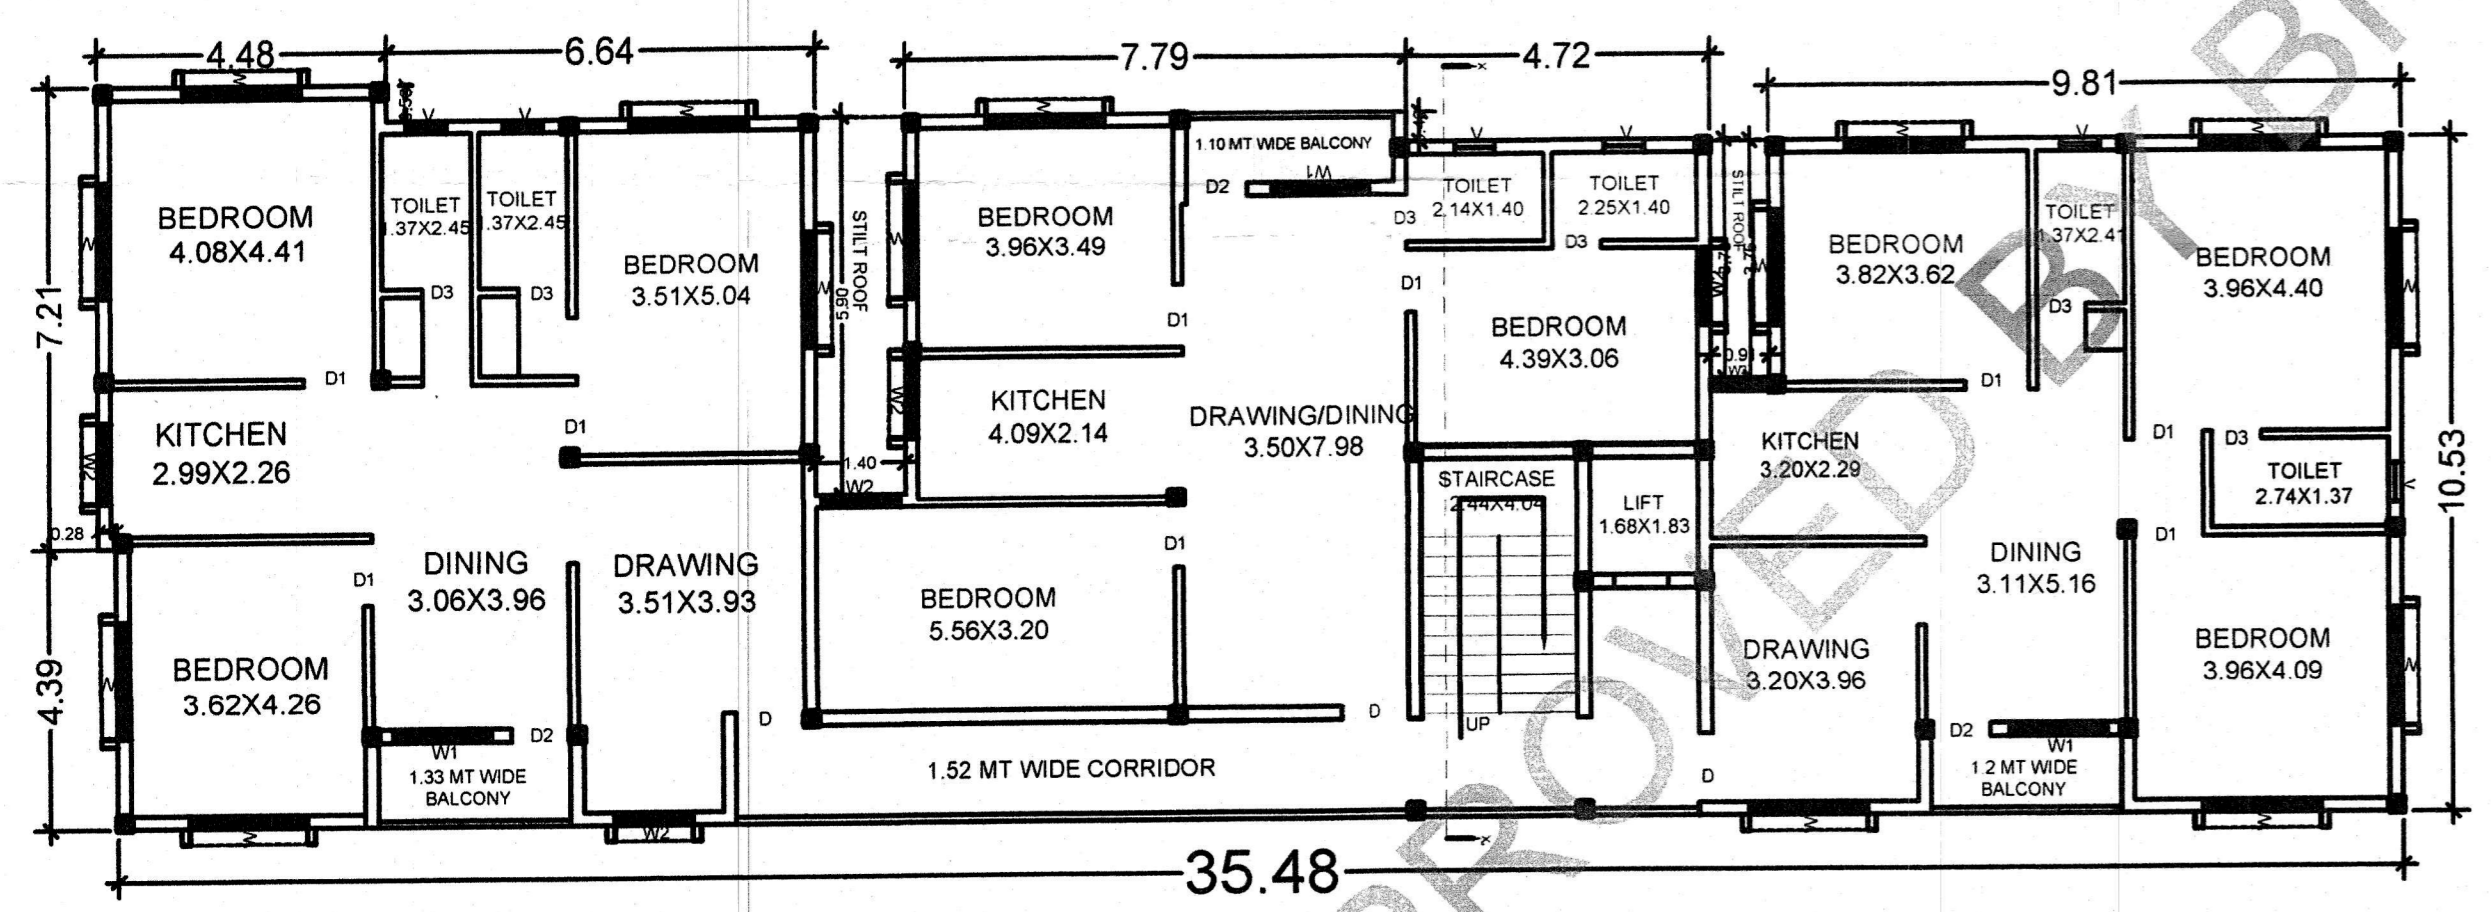 4.48
6.64
7.79
4.72
9.81
7.21
4.39
10.53
35.48
BEDROOM
4.08X4.41
TOILET
1.37X2.45
TOILET
1.37X2.45
BEDROOM
3.51X5.04
D3
D3
D1
D1
KITCHEN
2.99X2.26
0.28
D1
DINING
3.06X3.96
DRAWING
3.51X3.93
BEDROOM
3.62X4.26
W1
D2
1.33 MT WIDE
BALCONY
W2
D
STILT ROOF
5.90
1.40
W2
W2
BEDROOM
3.96X3.49
1.10 MT WIDE BALCONY
D2
W1
D1
KITCHEN
4.09X2.14
DRAWING/DINING
3.50X7.98
D1
BEDROOM
5.56X3.20
D
1.52 MT WIDE CORRIDOR
TOILET
2.14X1.40
TOILET
2.25X1.40
D3
D3
D1
BEDROOM
4.39X3.06
STAIRCASE
2.44X4.04
UP
LIFT
1.68X1.83
STILT ROOF
W2
0.91
BEDROOM
3.82X3.62
TOILET
1.37X2.41
D3
BEDROOM
3.96X4.40
D1
D1
D3
KITCHEN
3.20X2.29
TOILET
2.74X1.37
D1
DINING
3.11X5.16
DRAWING
3.20X3.96
BEDROOM
3.96X4.09
D2
W1
1.2 MT WIDE
BALCONY
D